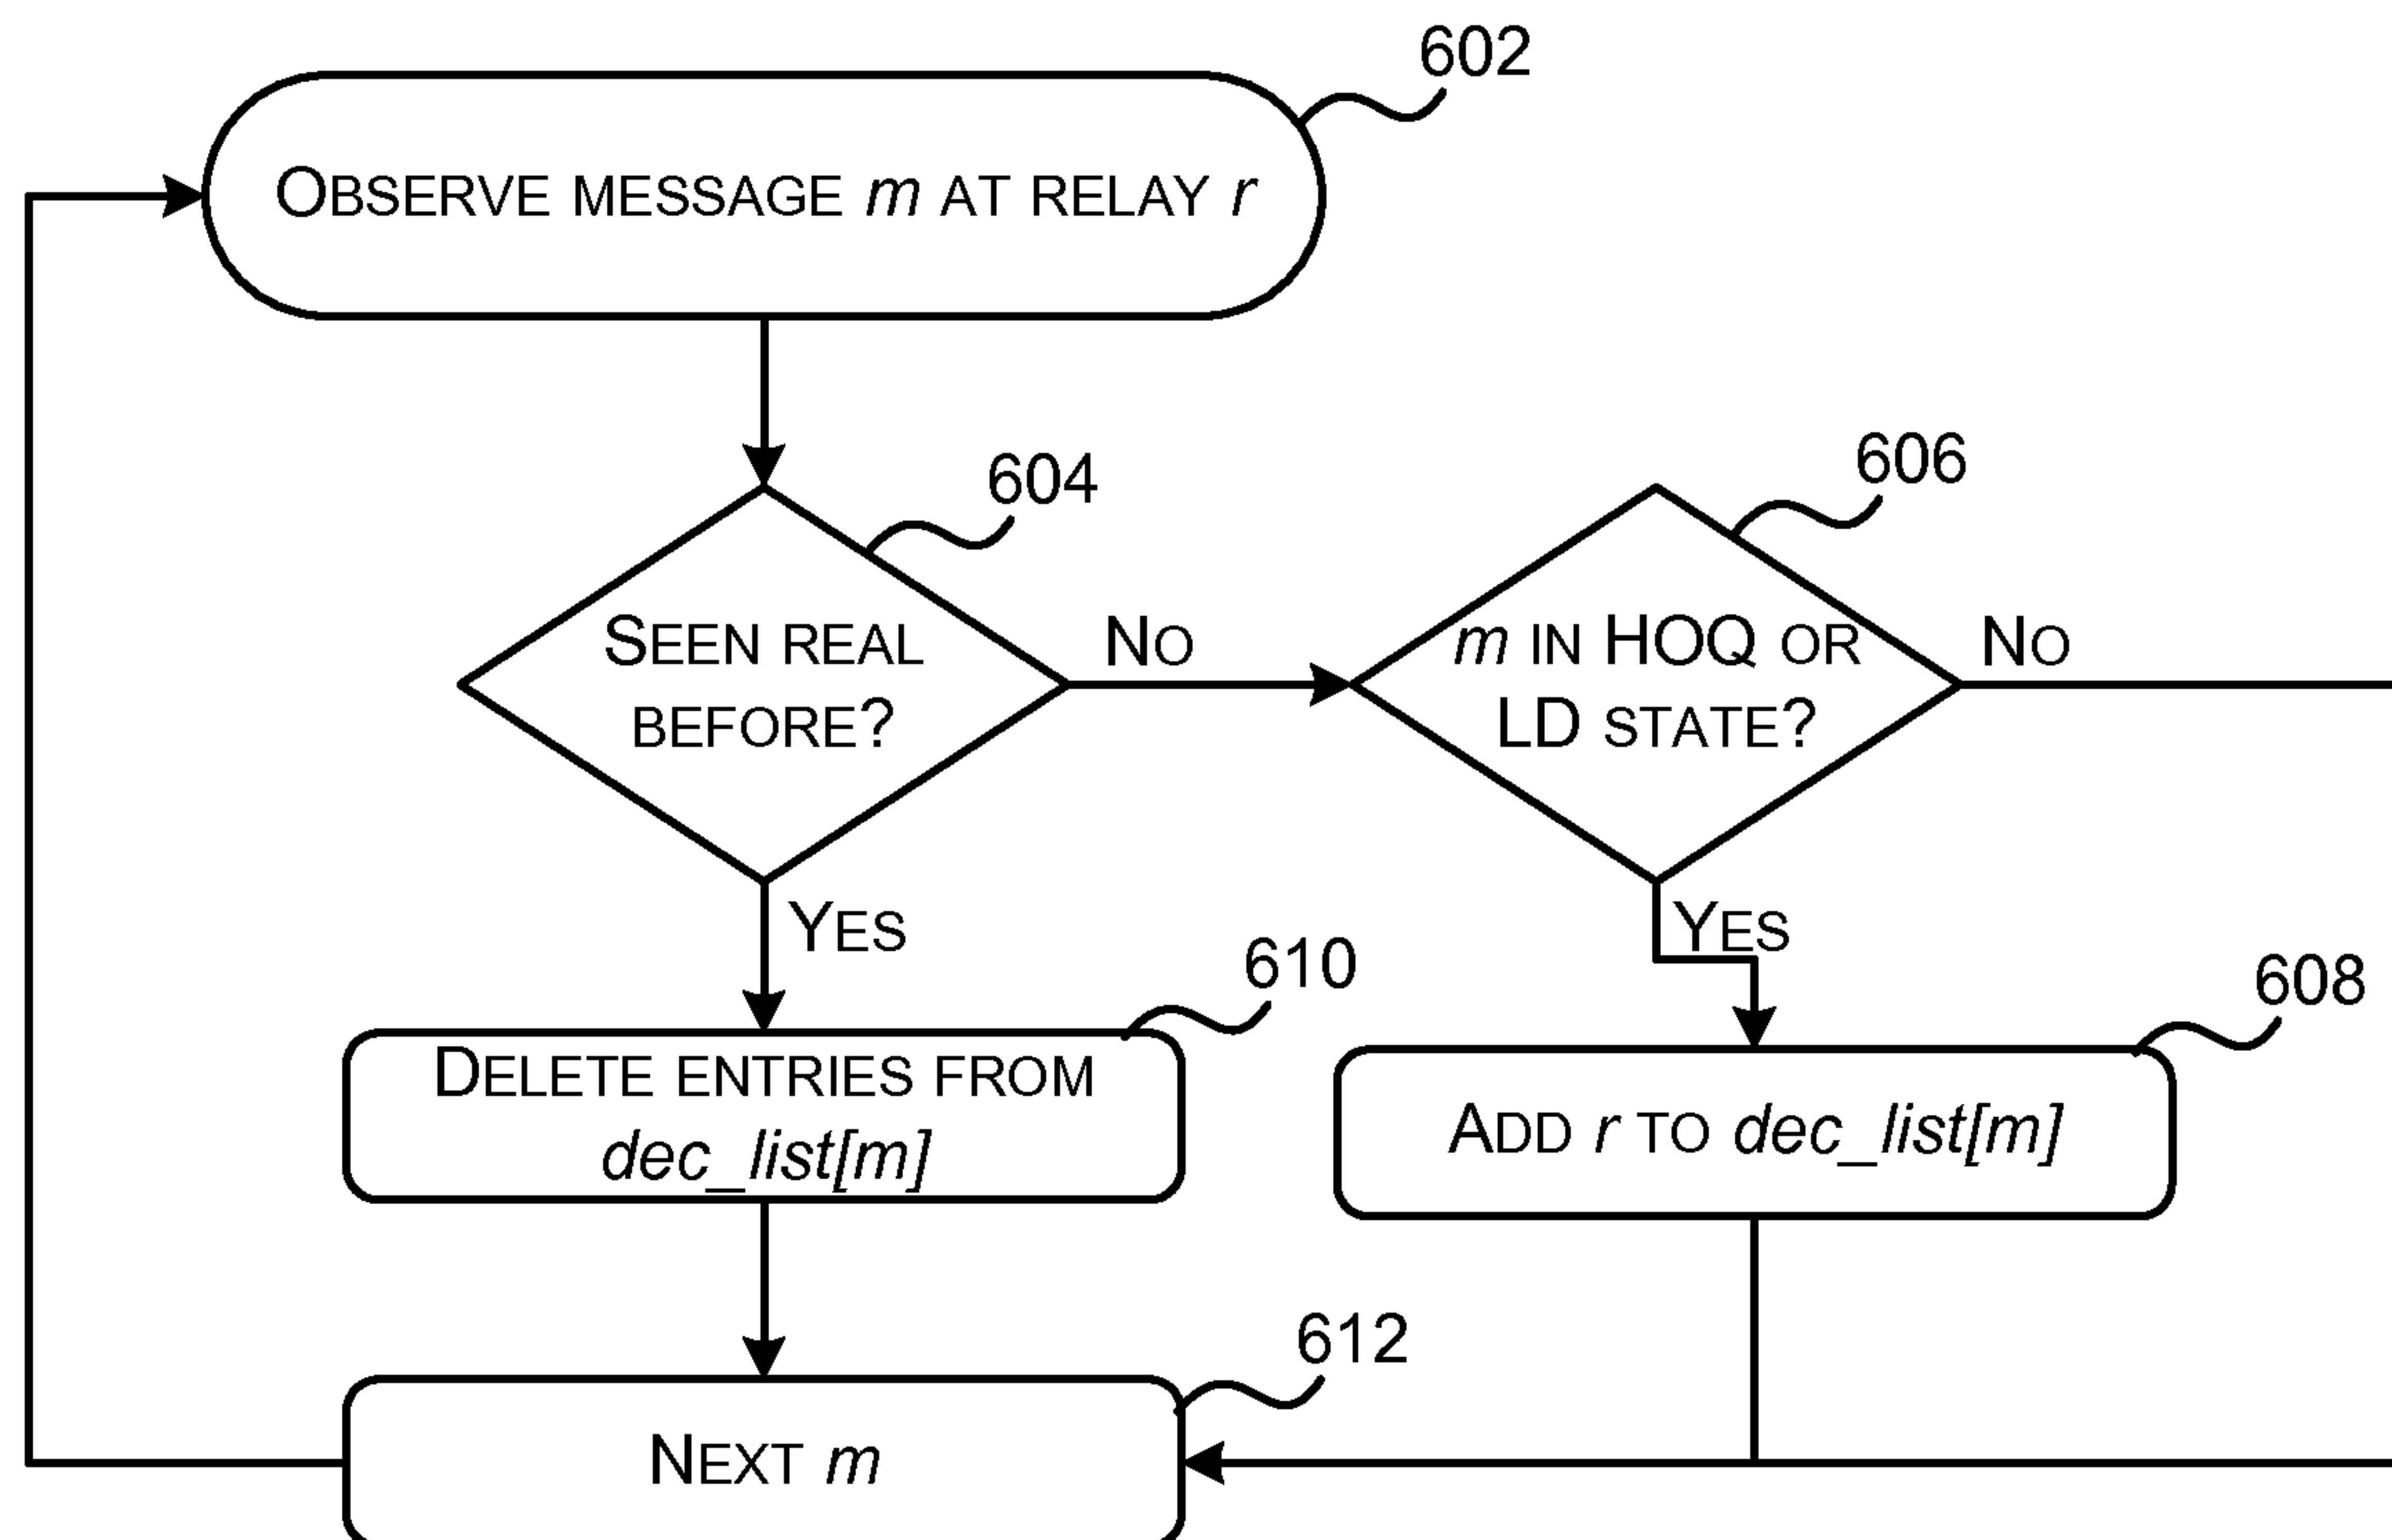 602
OBSERVE MESSAGE m AT RELAY r
604
606
SEEN REAL
BEFORE?
NO
m IN HOQ OR
LD STATE?
NO
YES
YES
610
608
DELETE ENTRIES FROM
dec_list[m]
ADD r TO dec_list[m]
612
NEXT m